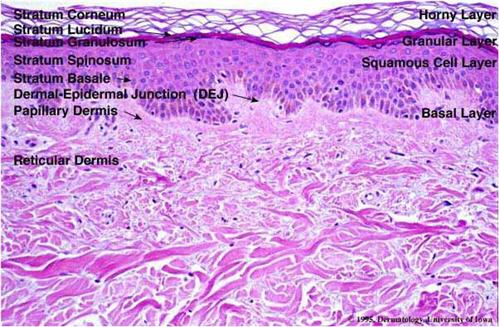 Stratum Corneum
Horny Layer
Stratum Lucidum
Stratum Granulosum
Granular Layer
Stratum Spinosum
Squamous Cell Layer
Stratum Basale
Dermal-Epidermal Junction (DEJ)
Papillary Dermis
Basal Layer
Reticular Dermis
© 1995, Dermatology, University of Iowa